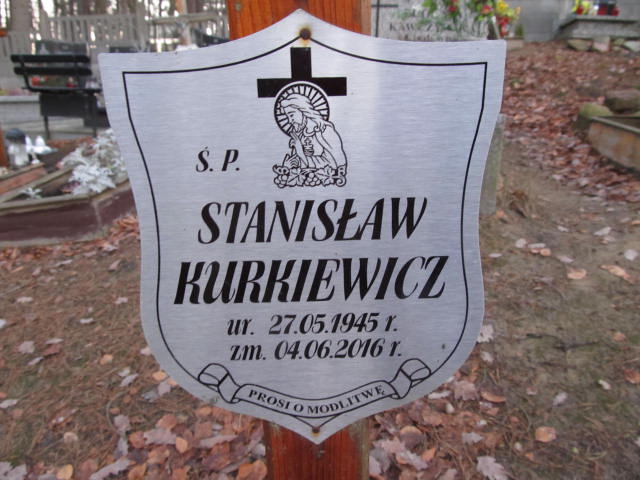 Ś. P.
STANISŁAW
KURKIEWICZ
ur. 27.05.1945 r.
zm. 04.06.2016 r.
PROSI O MODLITWĘ